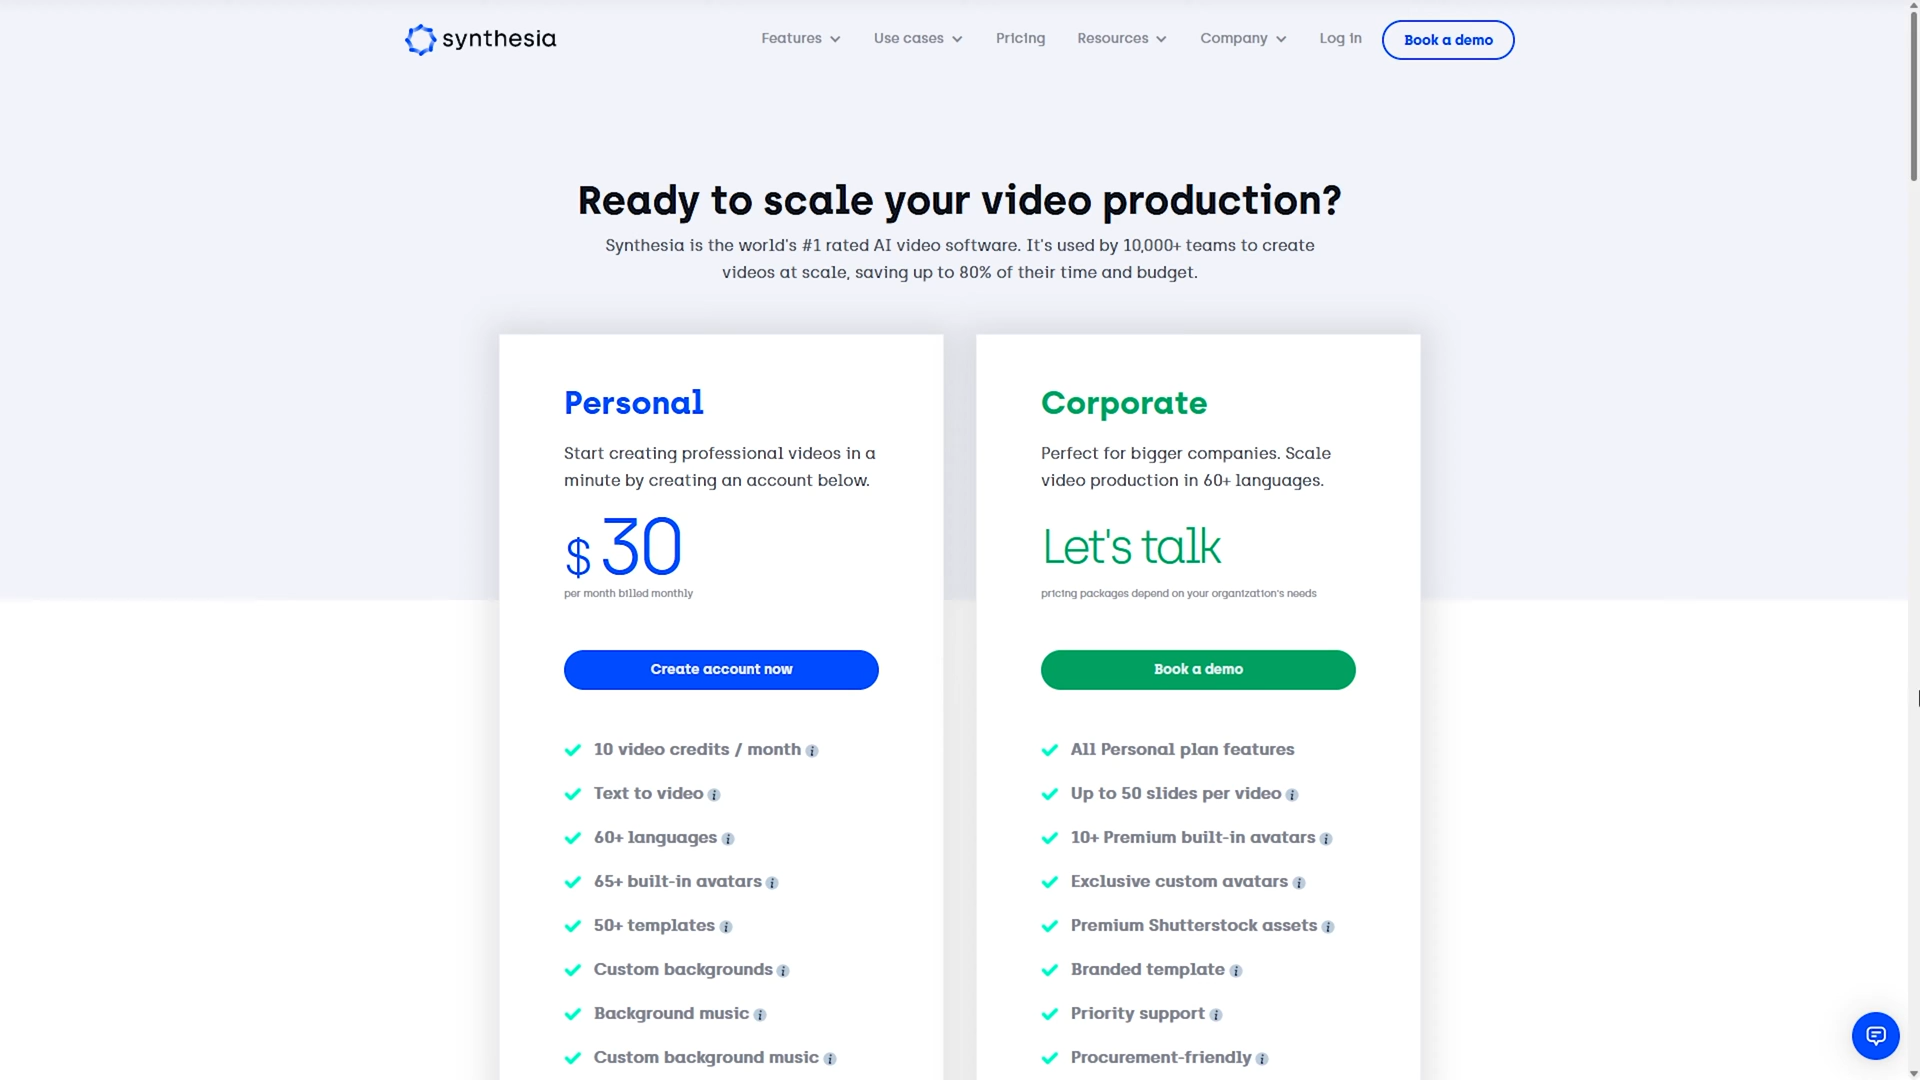 synthesia
Features
Use cases
Pricing
Resources
Company
Log in
Book a demo
Ready to scale your video production?
Synthesia is the world's #1 rated AI video software. It's used by 10,000+ teams to create
videos at scale, saving up to 80% of their time and budget.
Personal
Start creating professional videos in a
minute by creating an account below.
$ 30
per month billed monthly
Create account now
10 video credits / month
Text to video
60+ languages
65+ built-in avatars
50+ templates
Custom backgrounds
Background music
Custom background music
Corporate
Perfect for bigger companies. Scale
video production in 60+ languages.
Let's talk
pricing packages depend on your organization's needs
Book a demo
All Personal plan features
Up to 50 slides per video
10+ Premium built-in avatars
Exclusive custom avatars
Premium Shutterstock assets
Branded template
Priority support
Procurement-friendly